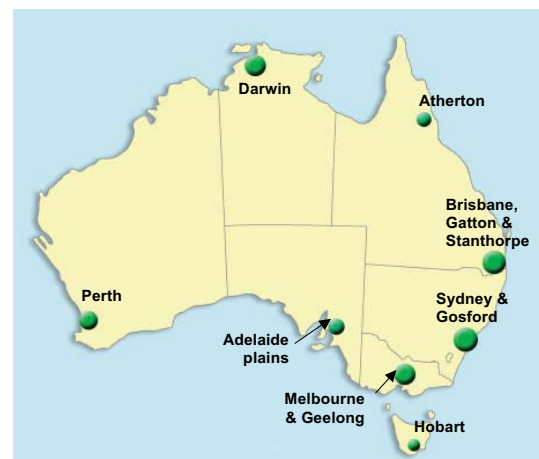 Darwin
Atherton
Brisbane,
Gatton &
Stanthorpe
Perth
Sydney &
Gosford
Adelaide
plains
Melbourne
& Geelong
Hobart